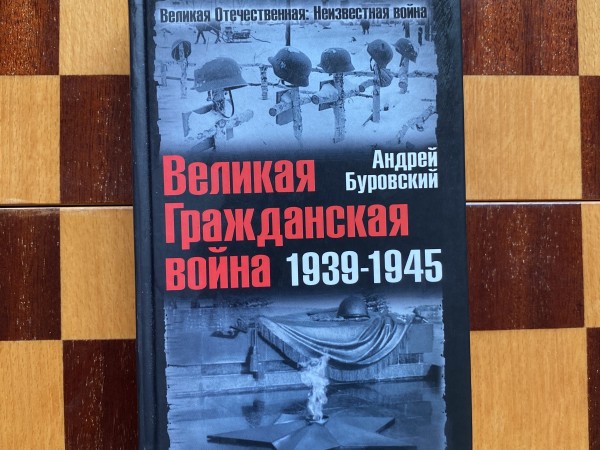 Великая Отечественная: Неизвестная война
Андрей
Буровский
Великая
Гражданская
война 1939-1945